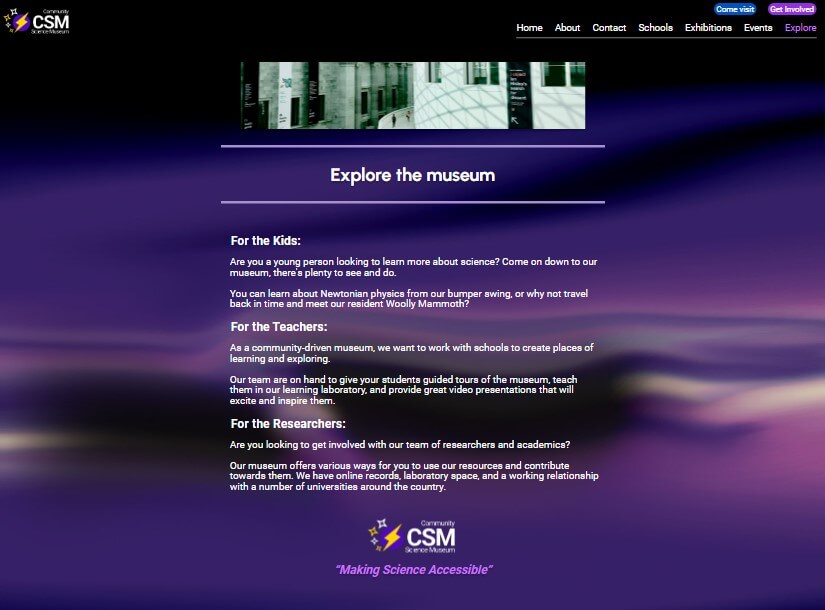 Community
CSM
Science Museum
Come visit
Get Involved
Home
About
Contact
Schools
Exhibitions
Events
Explore
Explore the museum
For the Kids:
Are you a young person looking to learn more about science? Come on down to our
museum, there's plenty to see and do.
You can learn about Newtonian physics from our bumper swing, or why not travel
back in time and meet our resident Woolly Mammoth?
For the Teachers:
As a community-driven museum, we want to work with schools to create places of
learning and exploring.
Our team are on hand to give your students guided tours of the museum, teach
them in our learning laboratory, and provide great video presentations that will
excite and inspire them.
For the Researchers:
Are you looking to get involved with our team of researchers and academics?
Our museum offers various ways for you to use our resources and contribute
towards them. We have online records, laboratory space, and a working relationship
with a number of universities around the country.
Community
CSM
Science Museum
"Making Science Accessible"